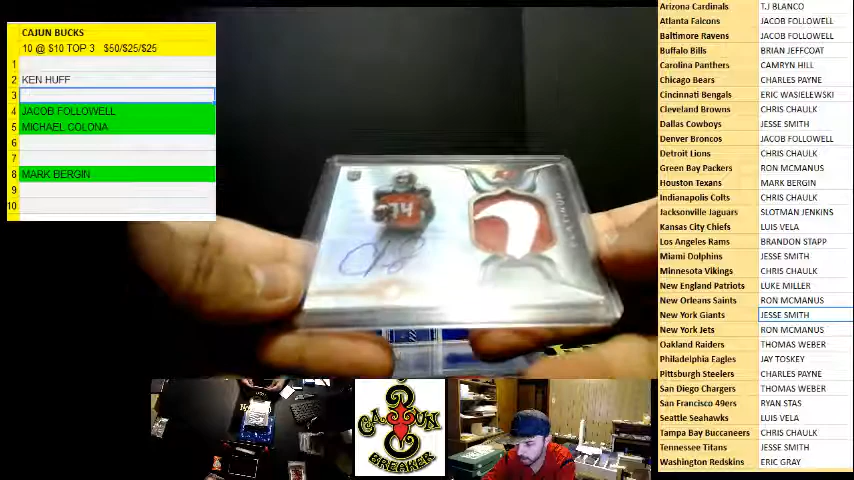 CAJUN BUCKS
10 @ $10 TOP 3 $50/$25/$25
1
2 KEN HUFF
3
4 JACOB FOLLOWELL
5 MICHAEL COLONA
6
7
8 MARK BERGIN
9
10
34
PLATINUM
CAJUN
BREAKER
Arizona Cardinals T.J BLANCO
Atlanta Falcons JACOB FOLLOWELL
Baltimore Ravens JACOB FOLLOWELL
Buffalo Bills BRIAN JEFFCOAT
Carolina Panthers CAMRYN HILL
Chicago Bears CHARLES PAYNE
Cincinnati Bengals ERIC WASIELEWSKI
Cleveland Browns CHRIS CHAULK
Dallas Cowboys JESSE SMITH
Denver Broncos JACOB FOLLOWELL
Detroit Lions CHRIS CHAULK
Green Bay Packers RON MCMANUS
Houston Texans MARK BERGIN
Indianapolis Colts CHRIS CHAULK
Jacksonville Jaguars SLOTMAN JENKINS
Kansas City Chiefs LUIS VELA
Los Angeles Rams BRANDON STAPP
Miami Dolphins JESSE SMITH
Minnesota Vikings CHRIS CHAULK
New England Patriots LUKE MILLER
New Orleans Saints RON MCMANUS
New York Giants JESSE SMITH
New York Jets RON MCMANUS
Oakland Raiders THOMAS WEBER
Philadelphia Eagles JAY TOSKEY
Pittsburgh Steelers CHARLES PAYNE
San Diego Chargers THOMAS WEBER
San Francisco 49ers RYAN STAS
Seattle Seahawks LUIS VELA
Tampa Bay Buccaneers CHRIS CHAULK
Tennessee Titans JESSE SMITH
Washington Redskins ERIC GRAY